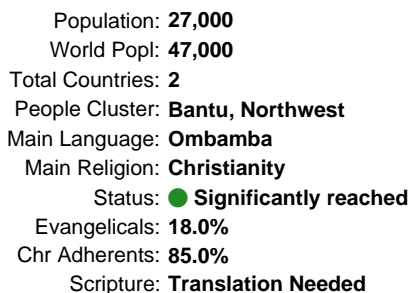 Population: 27,000
World Popl: 47,000
Total Countries: 2
People Cluster: Bantu, Northwest
Main Language: Ombamba
Main Religion: Christianity
Status: Significantly reached
Evangelicals: 18.0%
Chr Adherents: 85.0%
Scripture: Translation Needed